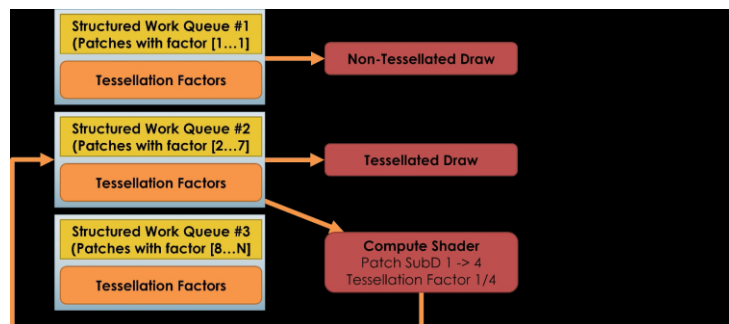 Structured Work Queue #1
(Patches with factor [1...1]
Tessellation Factors
Non-Tessellated Draw
Structured Work Queue #2
(Patches with factor [2...7]
Tessellation Factors
Tessellated Draw
Structured Work Queue #3
(Patches with factor [8...N]
Tessellation Factors
Compute Shader
Patch SubD 1 -> 4
Tessellation Factor 1/4